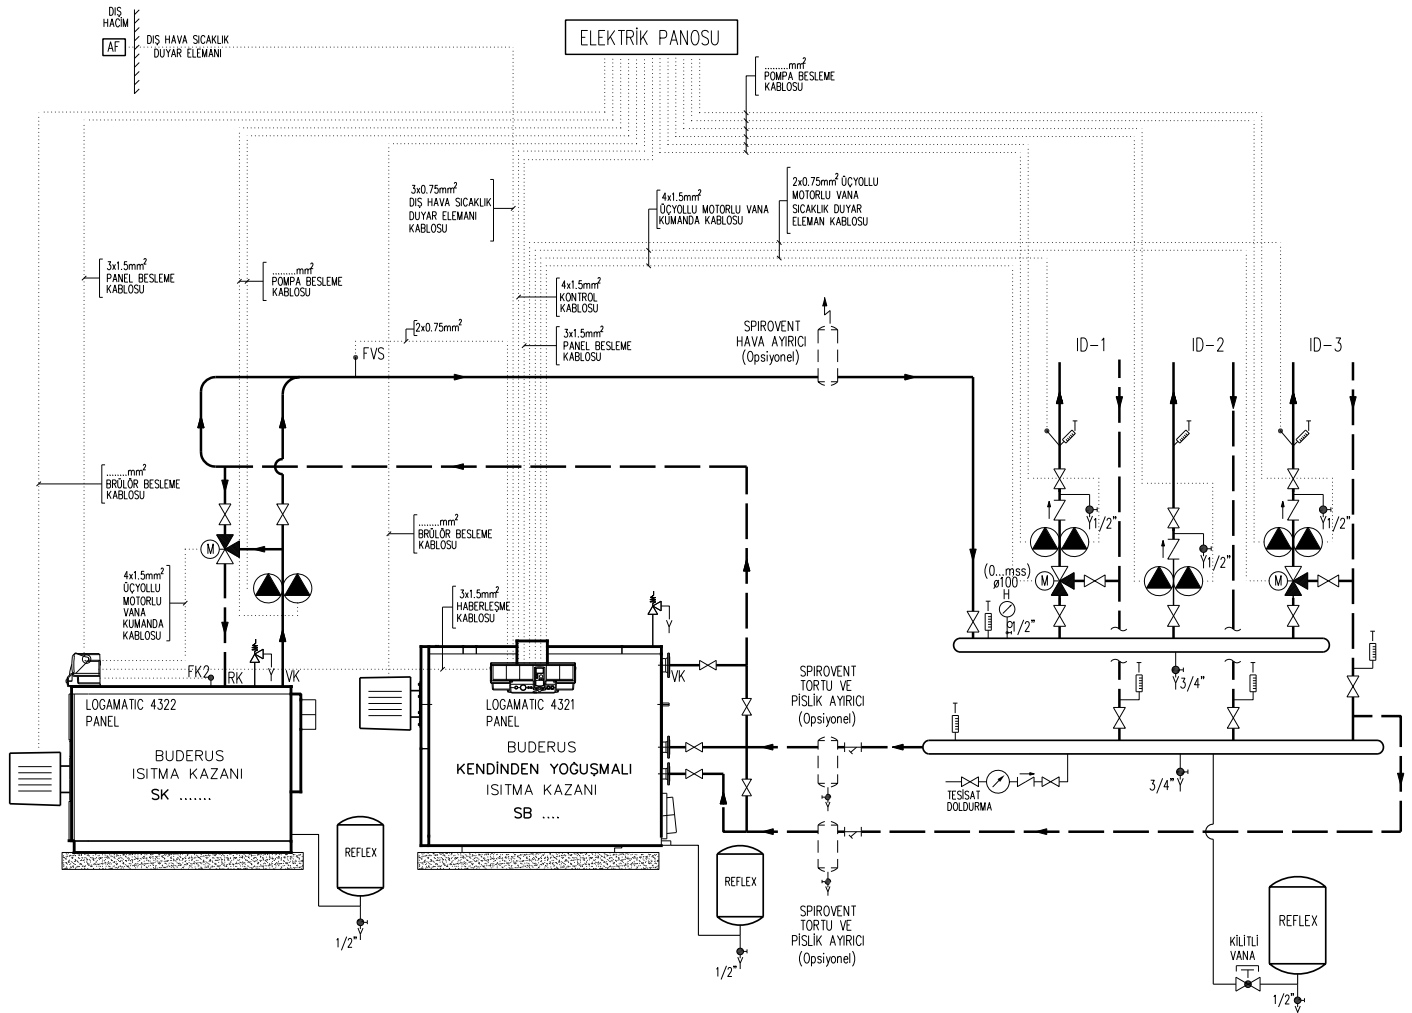 DIŞ
HACİM
AF
DIŞ HAVA SICAKLIK
DUYAR ELEMANI
ELEKTRİK PANOSU
.........mm²
POMPA BESLEME
KABLOSU
3x0.75mm²
DIŞ HAVA SICAKLIK
DUYAR ELEMANI
KABLOSU
4x1.5mm²
ÜÇYOLLU MOTORLU VANA
KUMANDA KABLOSU
2x0.75mm² ÜÇYOLLU
MOTORLU VANA
SICAKLIK DUYAR
ELEMAN KABLOSU
3x1.5mm²
PANEL BESLEME
KABLOSU
.........mm²
POMPA BESLEME
KABLOSU
4x1.5mm²
KONTROL
KABLOSU
2x0.75mm²
3x1.5mm²
PANEL BESLEME
KABLOSU
FVS
SPIROVENT
HAVA AYIRICI
(Opsiyonel)
ID-1
ID-2
ID-3
T
T
T
........mm²
BRÜLÖR BESLEME
KABLOSU
........mm²
BRÜLÖR BESLEME
KABLOSU
1/2"
1/2"
1/2"
M
M
M
4x1.5mm²
ÜÇYOLLU
MOTORLU
VANA
KUMANDA
KABLOSU
3x1.5mm²
HABERLEŞME
KABLOSU
(0...mss)
ø100
H
T
1/2"
Y
Y
T
FK2
RK
VK
VK
3/4"
T
T
LOGAMATIC 4322
PANEL
BUDERUS
ISITMA KAZANI
SK .......
LOGAMATIC 4321
PANEL
BUDERUS
KENDİNDEN YOĞUŞMALI
ISITMA KAZANI
SB ....
SPIROVENT
TORTU VE
PİSLİK AYIRICI
(Opsiyonel)
T
TESİSAT
DOLDURMA
3/4"
REFLEX
1/2"
REFLEX
1/2"
SPIROVENT
TORTU VE
PİSLİK AYIRICI
(Opsiyonel)
KİLİTLİ
VANA
REFLEX
1/2"